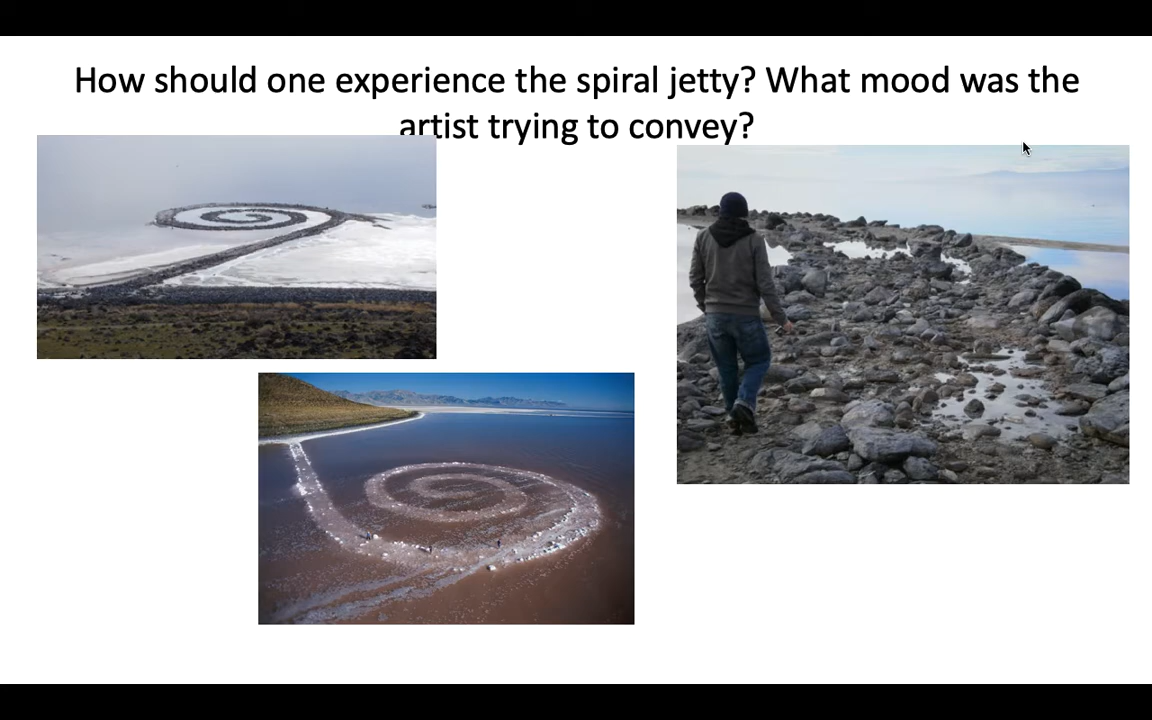 How should one experience the spiral jetty? What mood was the
artist trying to convey?